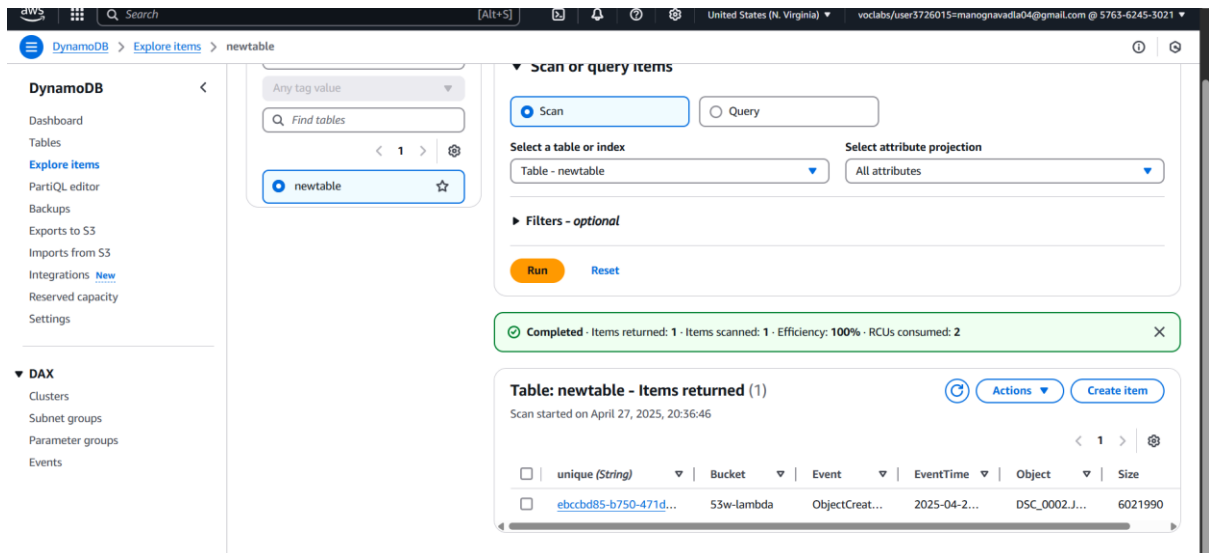 aws Search [Alt+S] United States (N. Virginia) voclabs/user3726015=manognavadla04@gmail.com @ 5763-6245-3021
DynamoDB > Explore items > newtable
DynamoDB
Dashboard
Tables
Explore items
PartiQL editor
Backups
Exports to S3
Imports from S3
Integrations New
Reserved capacity
Settings
DAX
Clusters
Subnet groups
Parameter groups
Events
Any tag value
Find tables
1
newtable
Scan or query items
Scan Query
Select a table or index Select attribute projection
Table - newtable All attributes
Filters - optional
Run Reset
Completed · Items returned: 1 · Items scanned: 1 · Efficiency: 100% · RCUs consumed: 2
Table: newtable - Items returned (1) Actions Create item
Scan started on April 27, 2025, 20:36:46
1
unique (String) Bucket Event EventTime Object Size
ebccbd85-b750-471d... 53w-lambda ObjectCreat... 2025-04-2... DSC_0002.J... 6021990